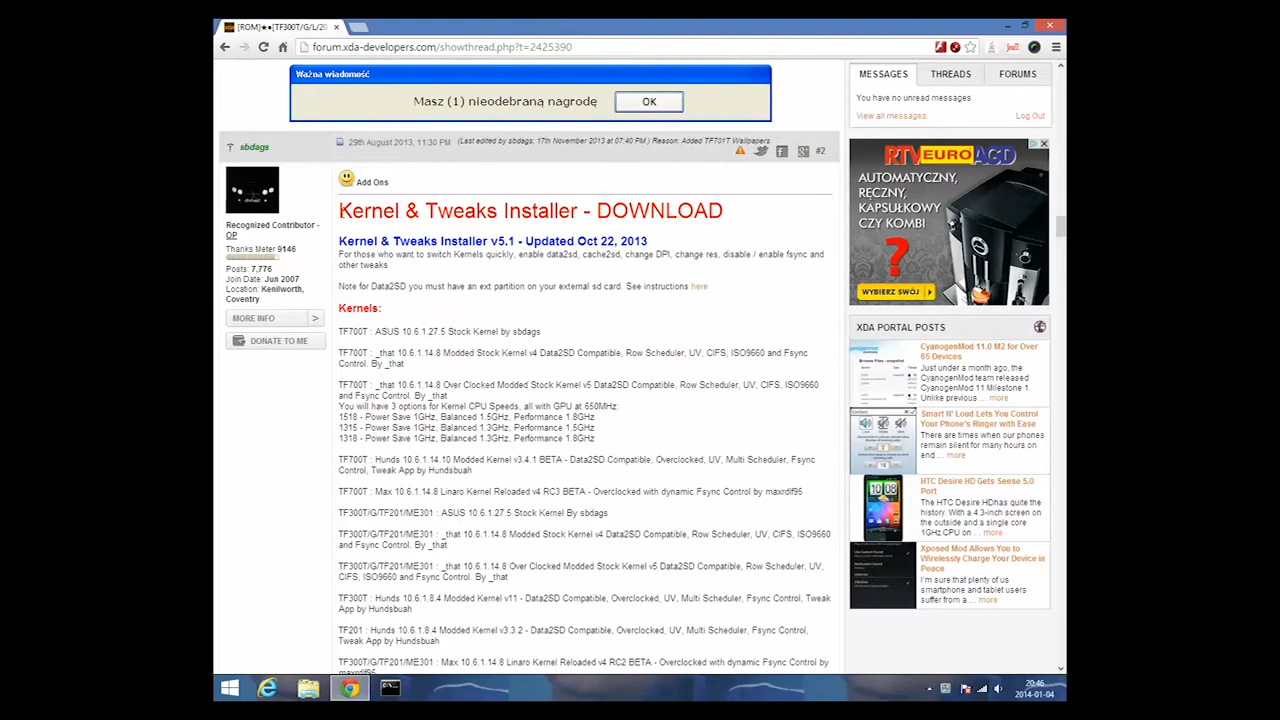 [ROM]★●[TF300T/G/L/20
forum.xda-developers.com/showthread.php?t=2425390
Ważna wiadomość
Masz (1) nieodebraną nagrodę
OK
sbdags
29th August 2013, 11:30 PM
(Last edited by sbdags; 17th November 2013 at 07:40 PM.) Reason: Added TF701T Wallpapers
#2
Recognized Contributor -
OP
Thanks Meter 9146
Posts: 7,776
Join Date: Jun 2007
Location: Kenilworth,
Coventry
MORE INFO >
DONATE TO ME
Add Ons
Kernel & Tweaks Installer - DOWNLOAD
Kernel & Tweaks Installer v5.1 - Updated Oct 22, 2013
For those who want to switch Kernels quickly, enable data2sd, cache2sd, change DPI, change res, disable / enable fsync and
other tweaks
Note for Data2SD you must have an ext partition on your external sd card. See instructions here
Kernels:
TF700T : ASUS 10.6.1.27.5 Stock Kernel by sbdags
TF700T : _that 10.6.1.14.8 Modded Stock Kernel v4 Data2SD Compatible, Row Scheduler, UV, CIFS, ISO9660 and Fsync
Control. By _that
TF700T : _that 10.6.1.14.8 Over Clocked Modded Stock Kernel v5 Data2SD Compatible, Row Scheduler, UV, CIFS, ISO9660
and Fsync Control. By _that
You will have 3 options for Kernel CPU Speeds, all with GPU at 650MHz:
1518 - Power Save 1GHz, Balanced 1.5GHz, Performance 1.8GHz
1315 - Power Save 1GHz, Balanced 1.3GHz, Performance 1.5GHz
1318 - Power Save 1GHz, Balanced 1.3GHz, Performance 1.8GHz
TF700T : Hunds 10.6.1.14.10 Modded Kernel v3.4.1 BETA - Data2SD Compatible, Overclocked, UV, Multi Scheduler, Fsync
Control, Tweak App by Hundsbuah
TF700T : Max 10.6.1.14.8 Linaro Kernel Reloaded v4 RC3 BETA - Overclocked with dynamic Fsync Control by maxrdlf95
TF300T/G/TF201/ME301 : ASUS 10.6.1.27.5 Stock Kernel By sbdags
TF300T/G/TF201/ME301 : _that 10.6.1.14.8 Modded Stock Kernel v4 Data2SD Compatible, Row Scheduler, UV, CIFS, ISO9660
and Fsync Control. By _that
TF300T/G/TF201/ME301 : _that 10.6.1.14.8 Over Clocked Modded Stock Kernel v5 Data2SD Compatible, Row Scheduler, UV,
CIFS, ISO9660 and Fsync Control. By _that
TF300T : Hunds 10.6.1.8.4 Modded Kernel v11 - Data2SD Compatible, Overclocked, UV, Multi Scheduler, Fsync Control, Tweak
App by Hundsbuah
TF201 : Hunds 10.6.1.8.4 Modded Kernel v3.3.2 - Data2SD Compatible, Overclocked, UV, Multi Scheduler, Fsync Control,
Tweak App by Hundsbuah
TF300T/G/TF201/ME301 : Max 10.6.1.14.8 Linaro Kernel Reloaded v4 RC2 BETA - Overclocked with dynamic Fsync Control by
maxrdlf95
MESSAGES THREADS FORUMS
You have no unread messages.
View all messages. Log Out
RTV EURO AGD
AUTOMATYCZNY,
RĘCZNY,
KAPSUŁKOWY
CZY KOMBI
?
WYBIERZ SWÓJ
XDA PORTAL POSTS
CyanogenMod 11.0 M2 for Over
65 Devices
Just under a month ago, the
CyanogenMod team released
CyanogenMod 11 Milestone 1.
Unlike previous ... more
Smart N' Loud Lets You Control
Your Phone's Ringer with Ease
There are times when our phones
remain silent for many hours on
end ... more
HTC Desire HD Gets Sense 5.0
Port
The HTC Desire HDhas quite the
history. With a 4.3-inch screen on
the outside and a single core
1GHz CPU on ... more
Xposed Mod Allows You to
Wirelessly Charge Your Device in
Peace
I'm sure that plenty of us
smartphone and tablet users
suffer from a ... more
20:46
2014-01-04